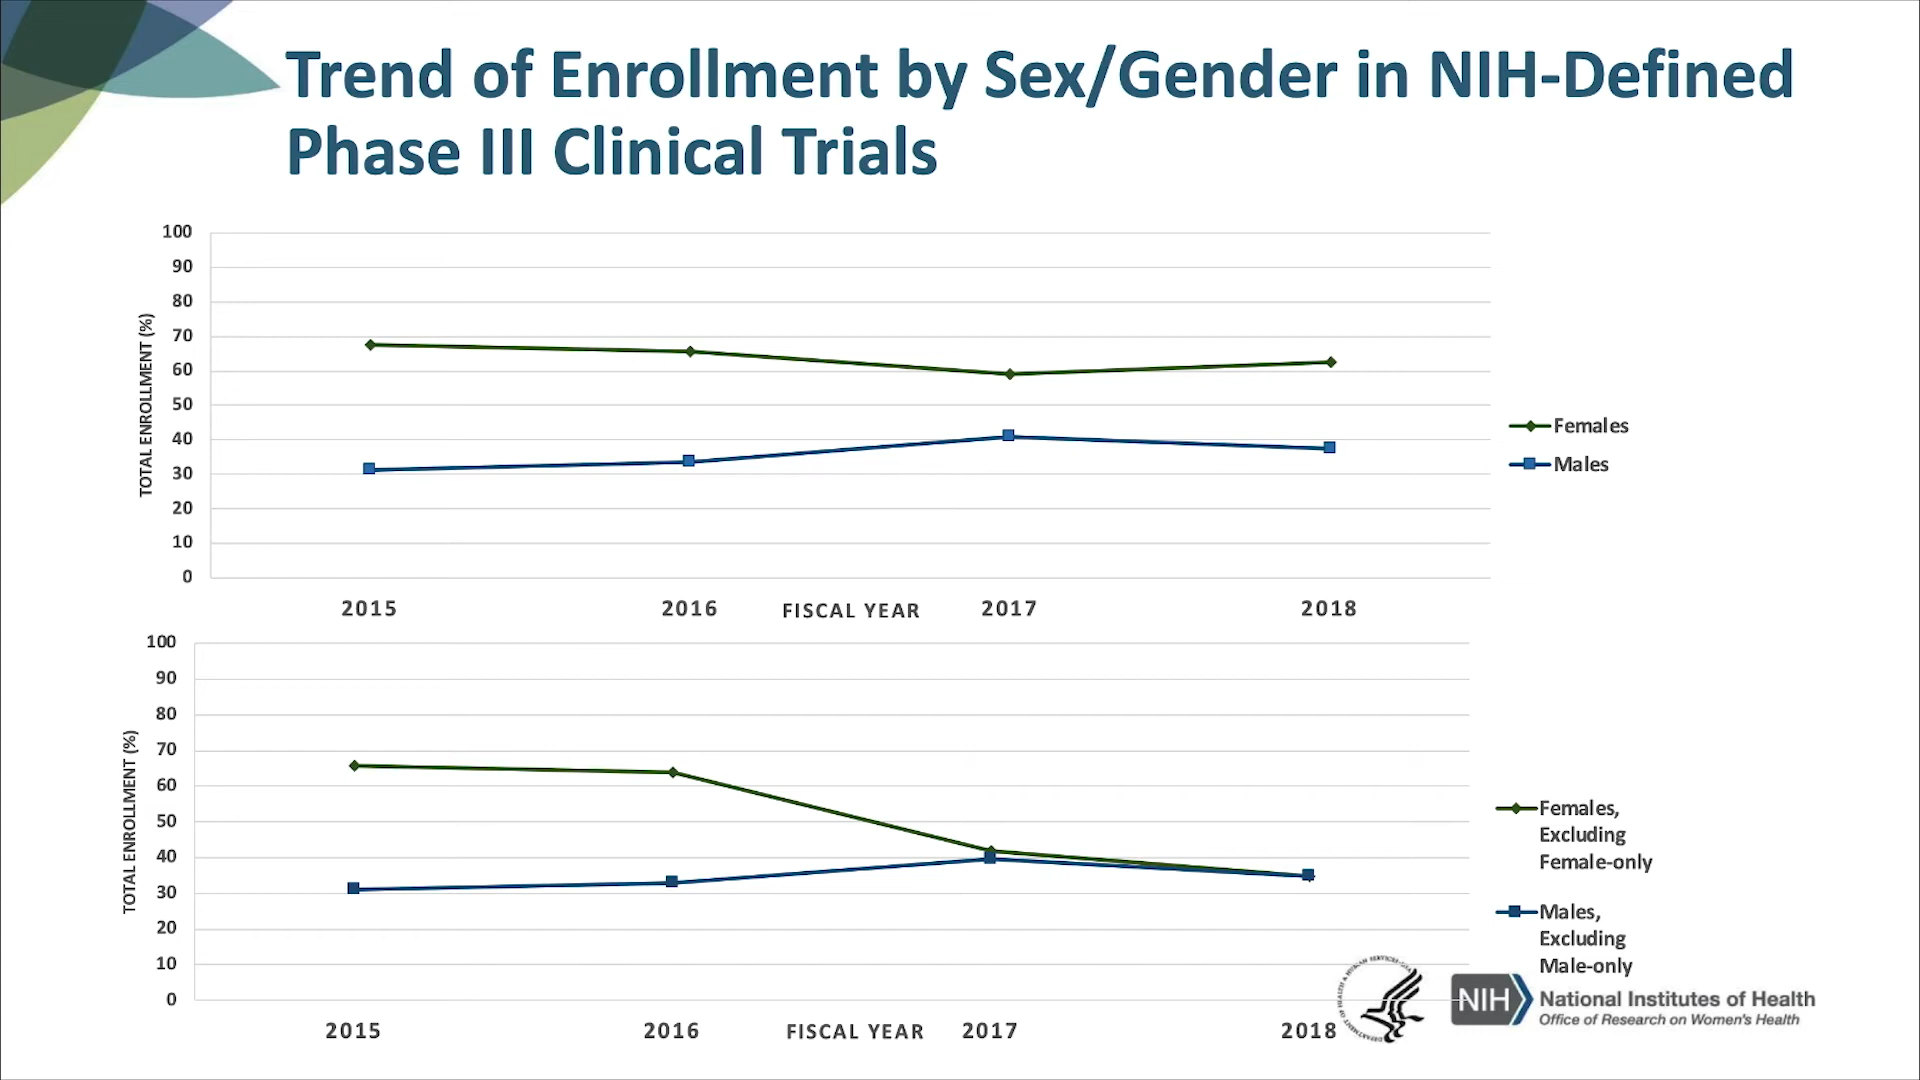 Trend of Enrollment by Sex/Gender in NIH-Defined
Phase III Clinical Trials
100
90
80
70
60
50
40
30
20
10
0
TOTAL ENROLLMENT (%)
2015
2016
FISCAL YEAR
2017
2018
Females
Males
100
90
80
70
60
50
40
30
20
10
0
TOTAL ENROLLMENT (%)
2015
2016
FISCAL YEAR
2017
2018
Females,
Excluding
Female-only
Males,
Excluding
Male-only
NIH
National Institutes of Health
Office of Research on Women's Health